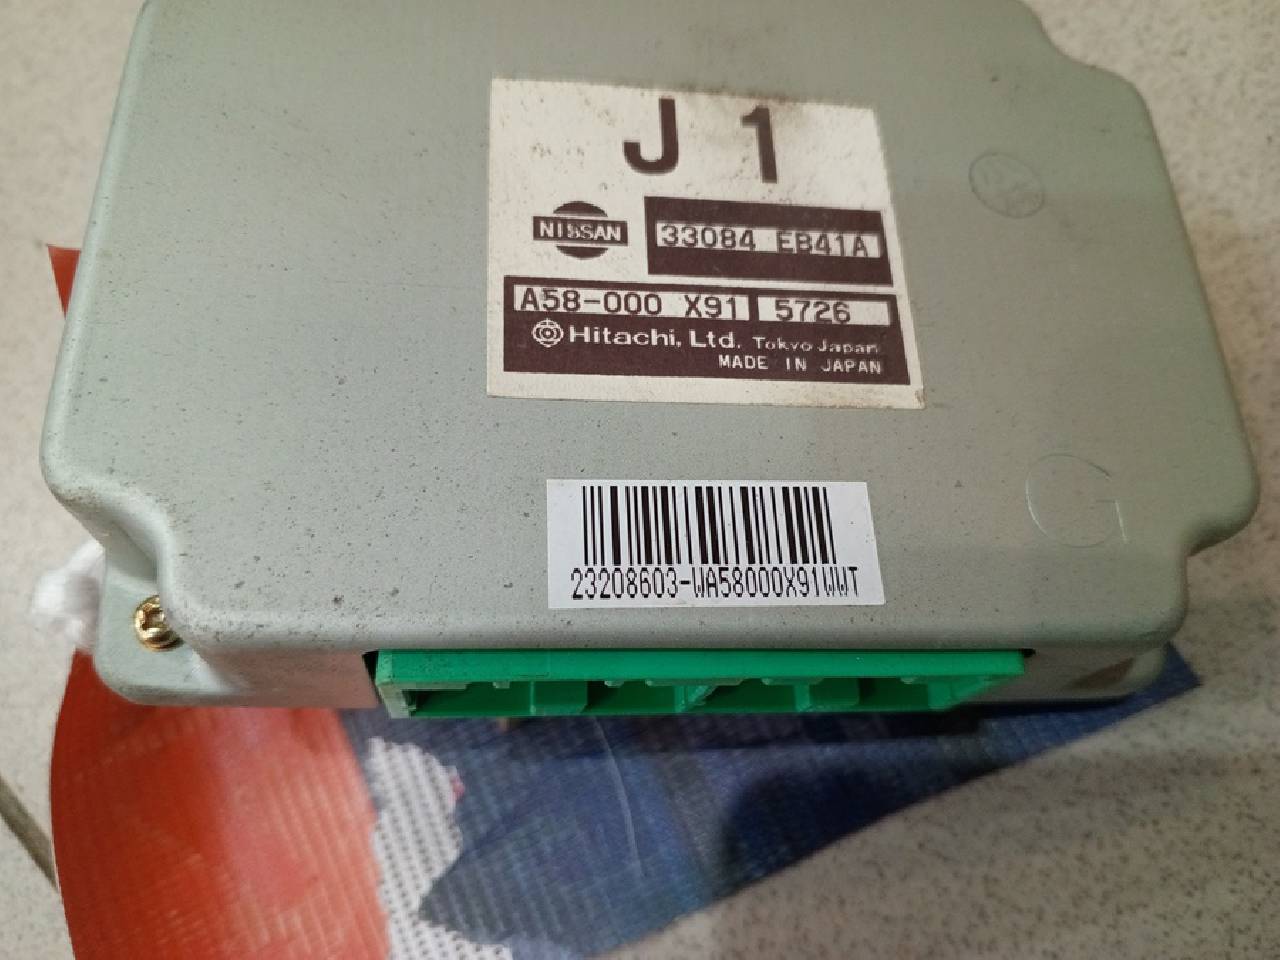 J 1
NISSAN
33084 EB41A
A58-000 X91 5726
Hitachi, Ltd. Tokyo Japan
MADE IN JAPAN
G
23208603-WA58000X91WWT